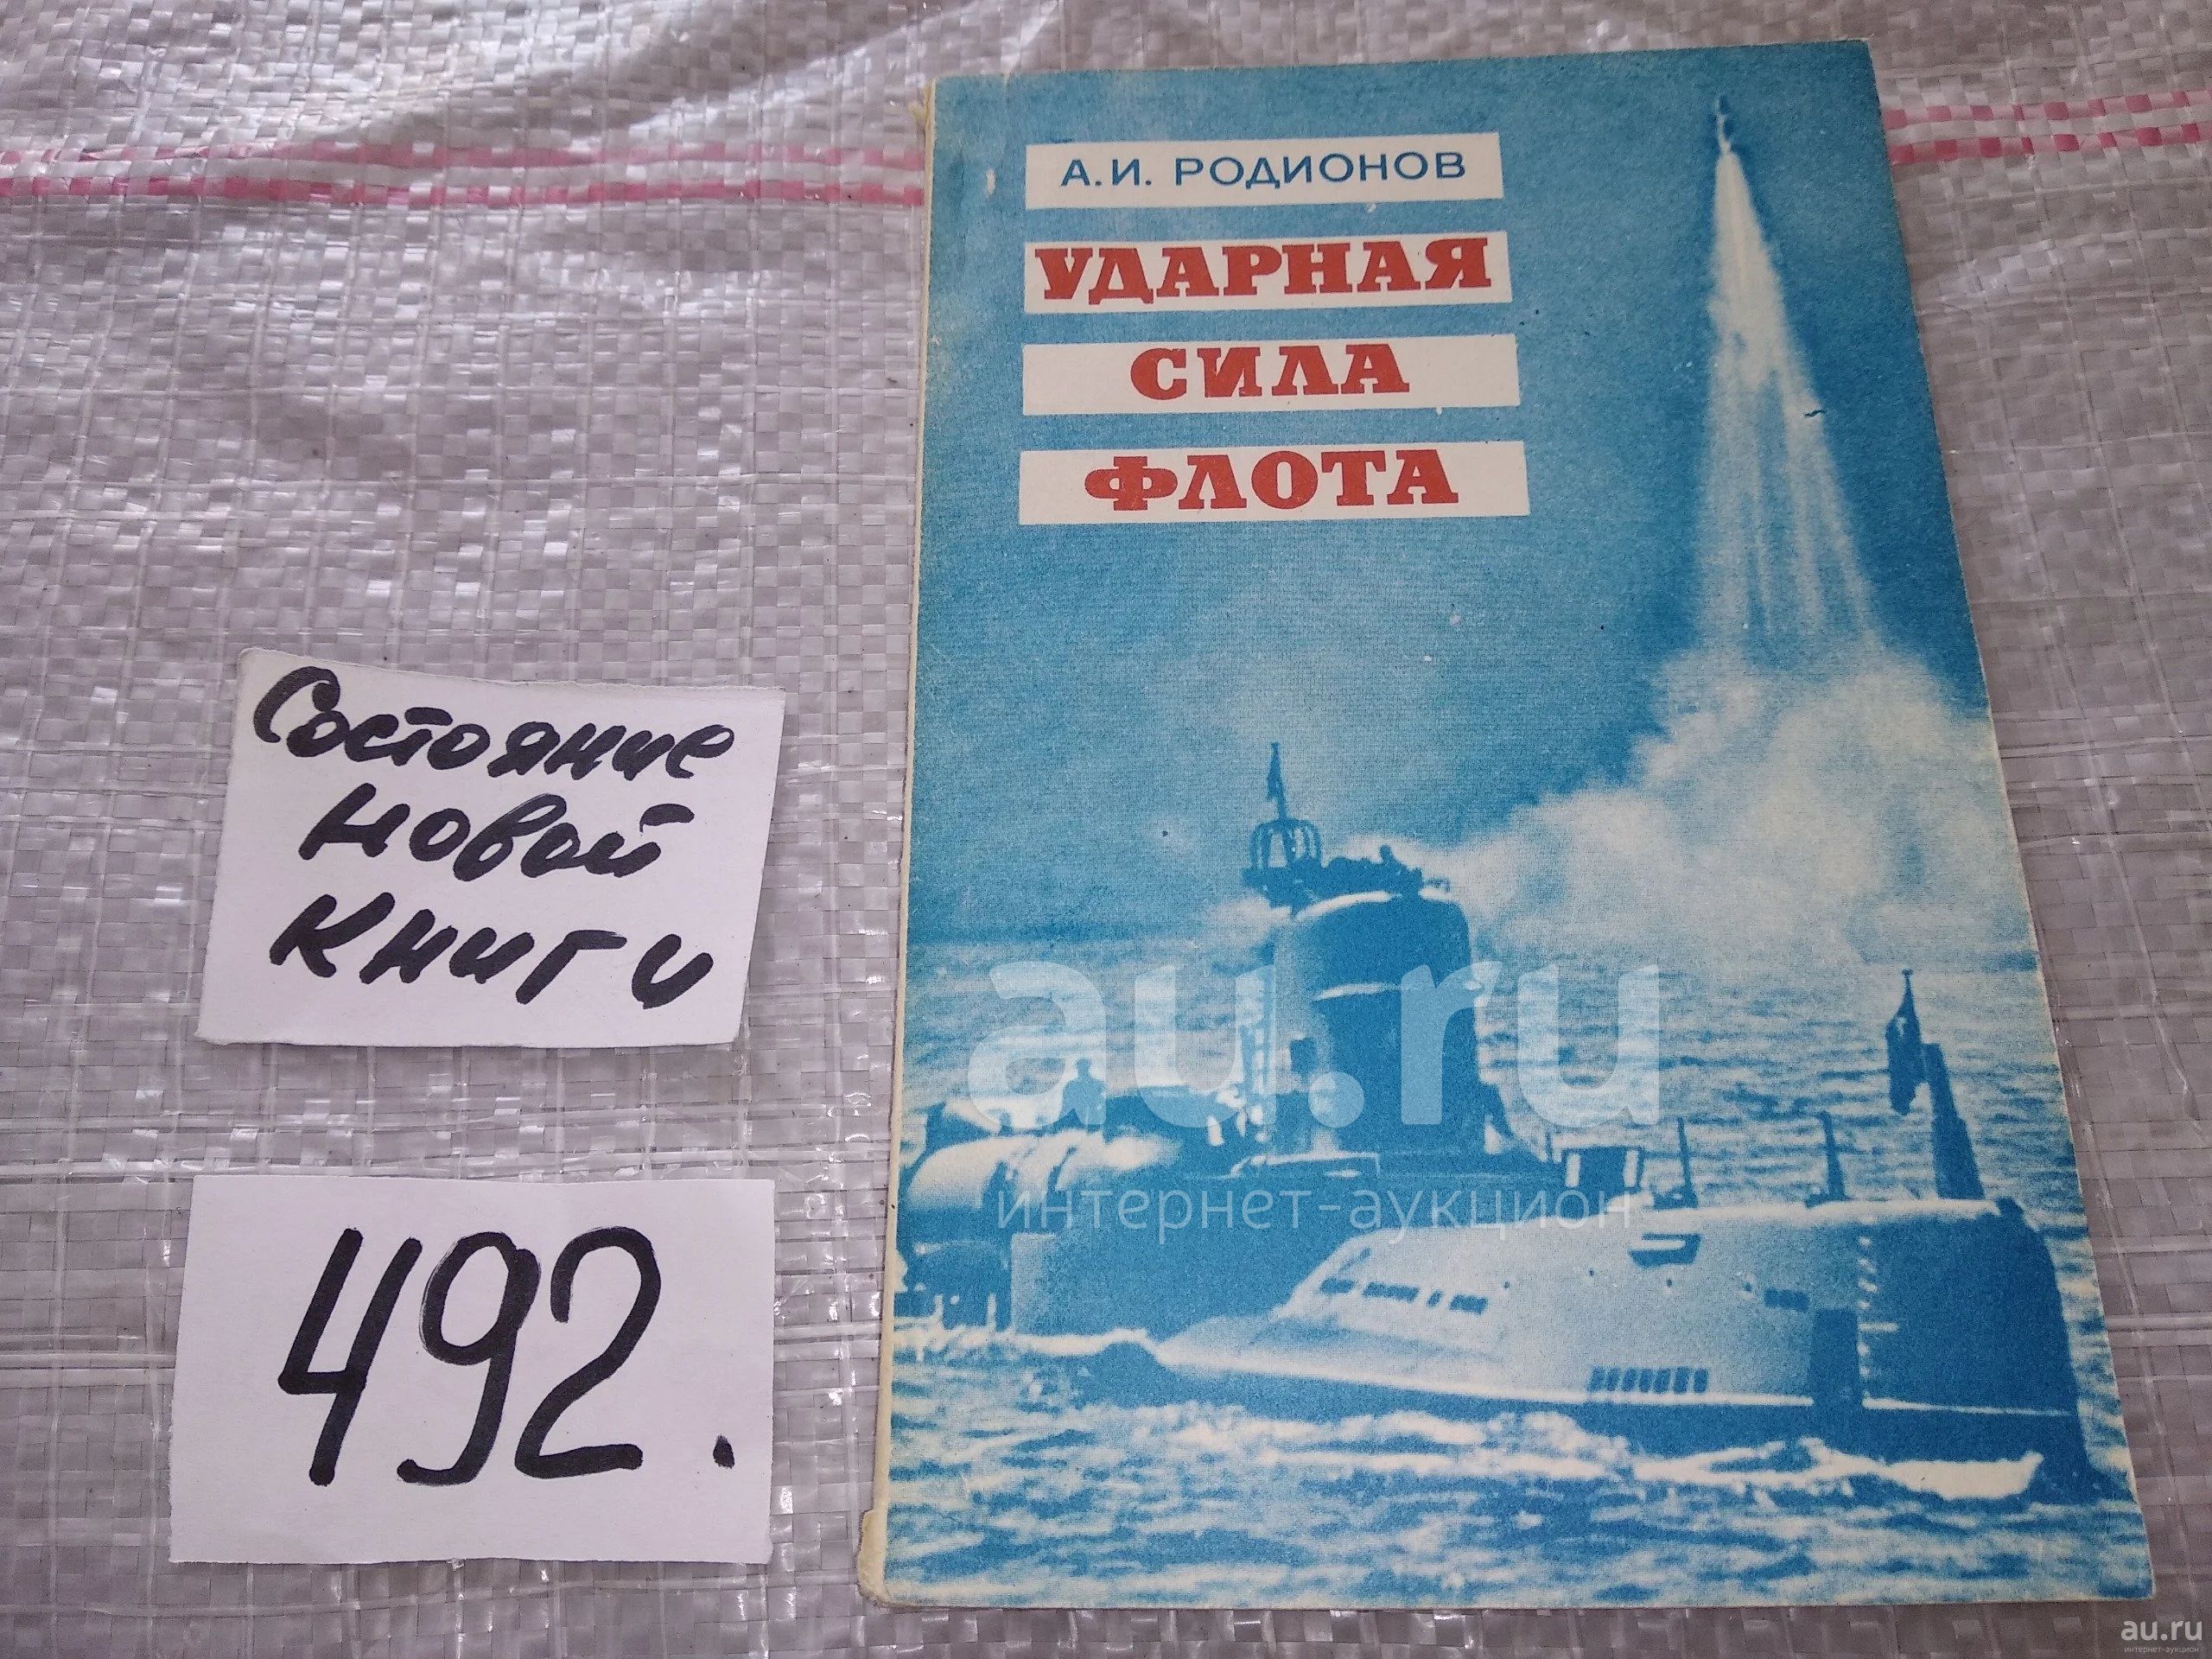 А.И. РОДИОНОВ
УДАРНАЯ
СИЛА
ФЛОТА
Состояние
новой
книги
492.
au.ru
интернет-аукцион
au.ru
интернет-аукцион